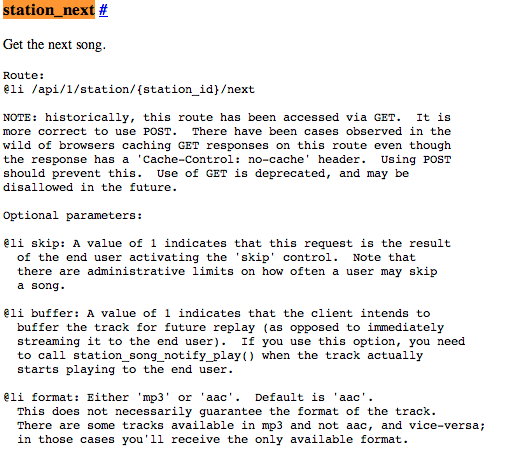 station_next #
Get the next song.
Route:
@li /api/1/station/{station_id}/next
NOTE: historically, this route has been accessed via GET.  It is
more correct to use POST.  There have been cases observed in the
wild of browsers caching GET responses on this route even though
the response has a 'Cache-Control: no-cache' header.  Using POST
should prevent this.  Use of GET is deprecated, and may be
disallowed in the future.
Optional parameters:
@li skip: A value of 1 indicates that this request is the result
of the end user activating the 'skip' control.  Note that
there are administrative limits on how often a user may skip
a song.
@li buffer: A value of 1 indicates that the client intends to
buffer the track for future replay (as opposed to immediately
streaming it to the end user).  If you use this option, you need
to call station_song_notify_play() when the track actually
starts playing to the end user.
@li format: Either 'mp3' or 'aac'.  Default is 'aac'.
This does not necessarily guarantee the format of the track.
There are some tracks available in mp3 and not aac, and vice-versa;
in those cases you'll receive the only available format.